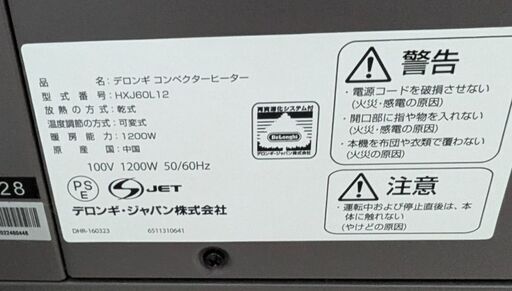 品　　　名：デロンギ コンベクターヒーター
型 式 番 号：HXJ60L12
放熱の方式：乾式
温度調節の方式：可変式
暖 房 能 力：1200W
原 産 国：中国
100V 1200W 50/60Hz
PS
E
S JET
デロンギ・ジャパン株式会社
DHR-160323　6511310641
再資源化システム付
DeLonghi
デロンギ・ジャパン株式会社
警告
・電源コードを破損させない
(火災・感電の原因)
・開口部に指や物を入れない
(火災・感電の原因)
・本機を布団や衣類で覆わない
(火災の原因)
注意
・運転中および停止直後は、本
体に触れない
(やけどの原因)
28